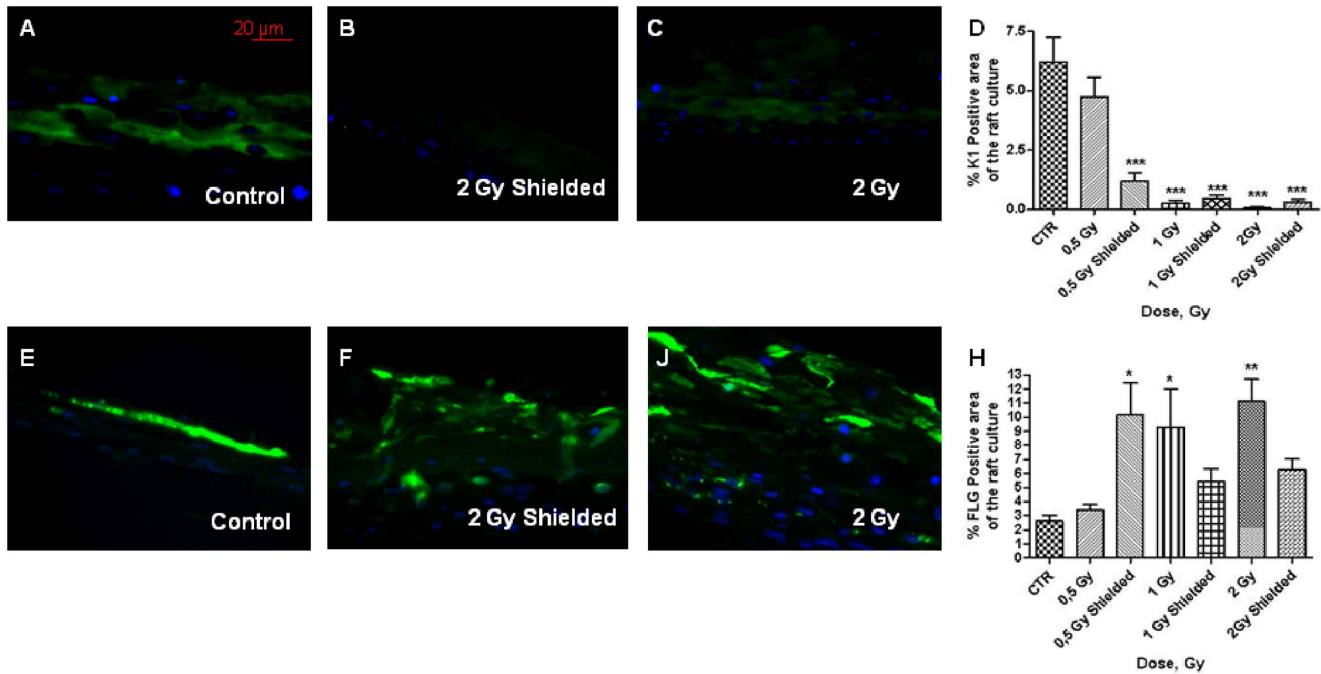 A
20 µm
Control
B
2 Gy Shielded
C
2 Gy
D
% K1 Positive area
of the raft culture
7.5
5.0
2.5
0.0
***
***
***
***
***
CTR
0.5 Gy
0.5 Gy Shielded
1 Gy
1 Gy Shielded
2Gy
2Gy Shielded
Dose, Gy
E
Control
F
2 Gy Shielded
J
2 Gy
H
% FLG Positive area
of the raft culture
13
12
11
10
9
8
7
6
5
4
3
2
1
0
*
*
**
CTR
0,5 Gy
0,5 Gy Shielded
1 Gy
1 Gy Shielded
2 Gy
2Gy Shielded
Dose, Gy